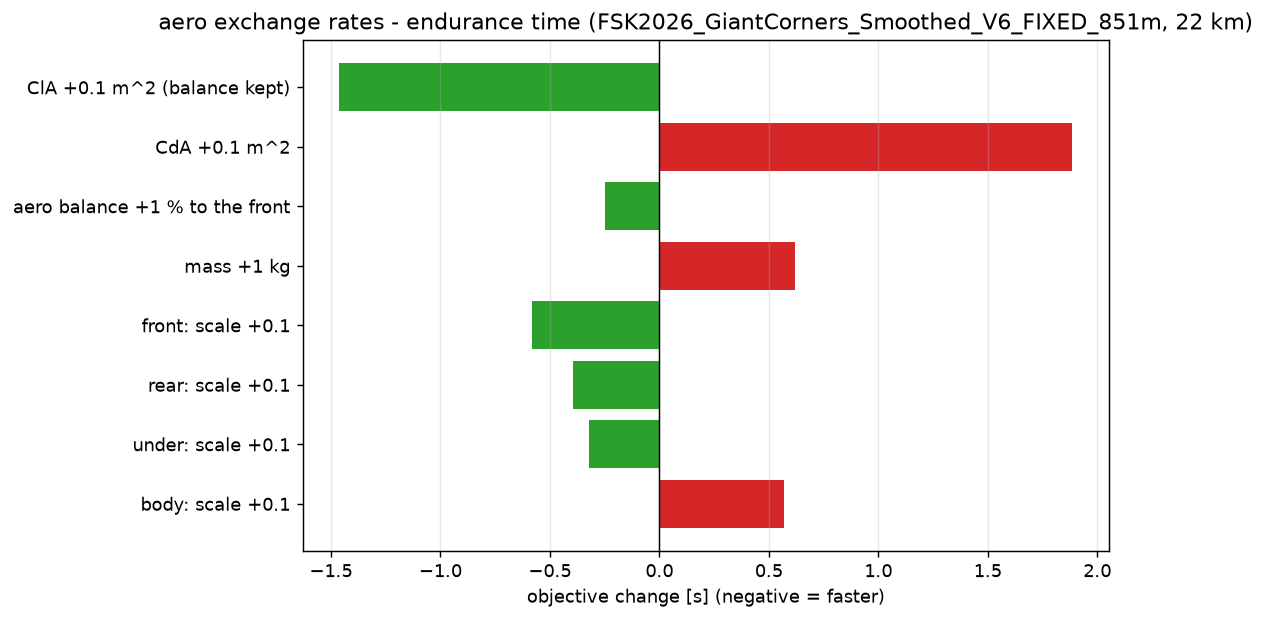 aero exchange rates - endurance time (FSK2026_GiantCorners_Smoothed_V6_FIXED_851m, 22 km)
ClA +0.1 m^2 (balance kept)
CdA +0.1 m^2
aero balance +1 % to the front
mass +1 kg
front: scale +0.1
rear: scale +0.1
under: scale +0.1
body: scale +0.1
−1.5 −1.0 −0.5 0.0 0.5 1.0 1.5 2.0
objective change [s] (negative = faster)